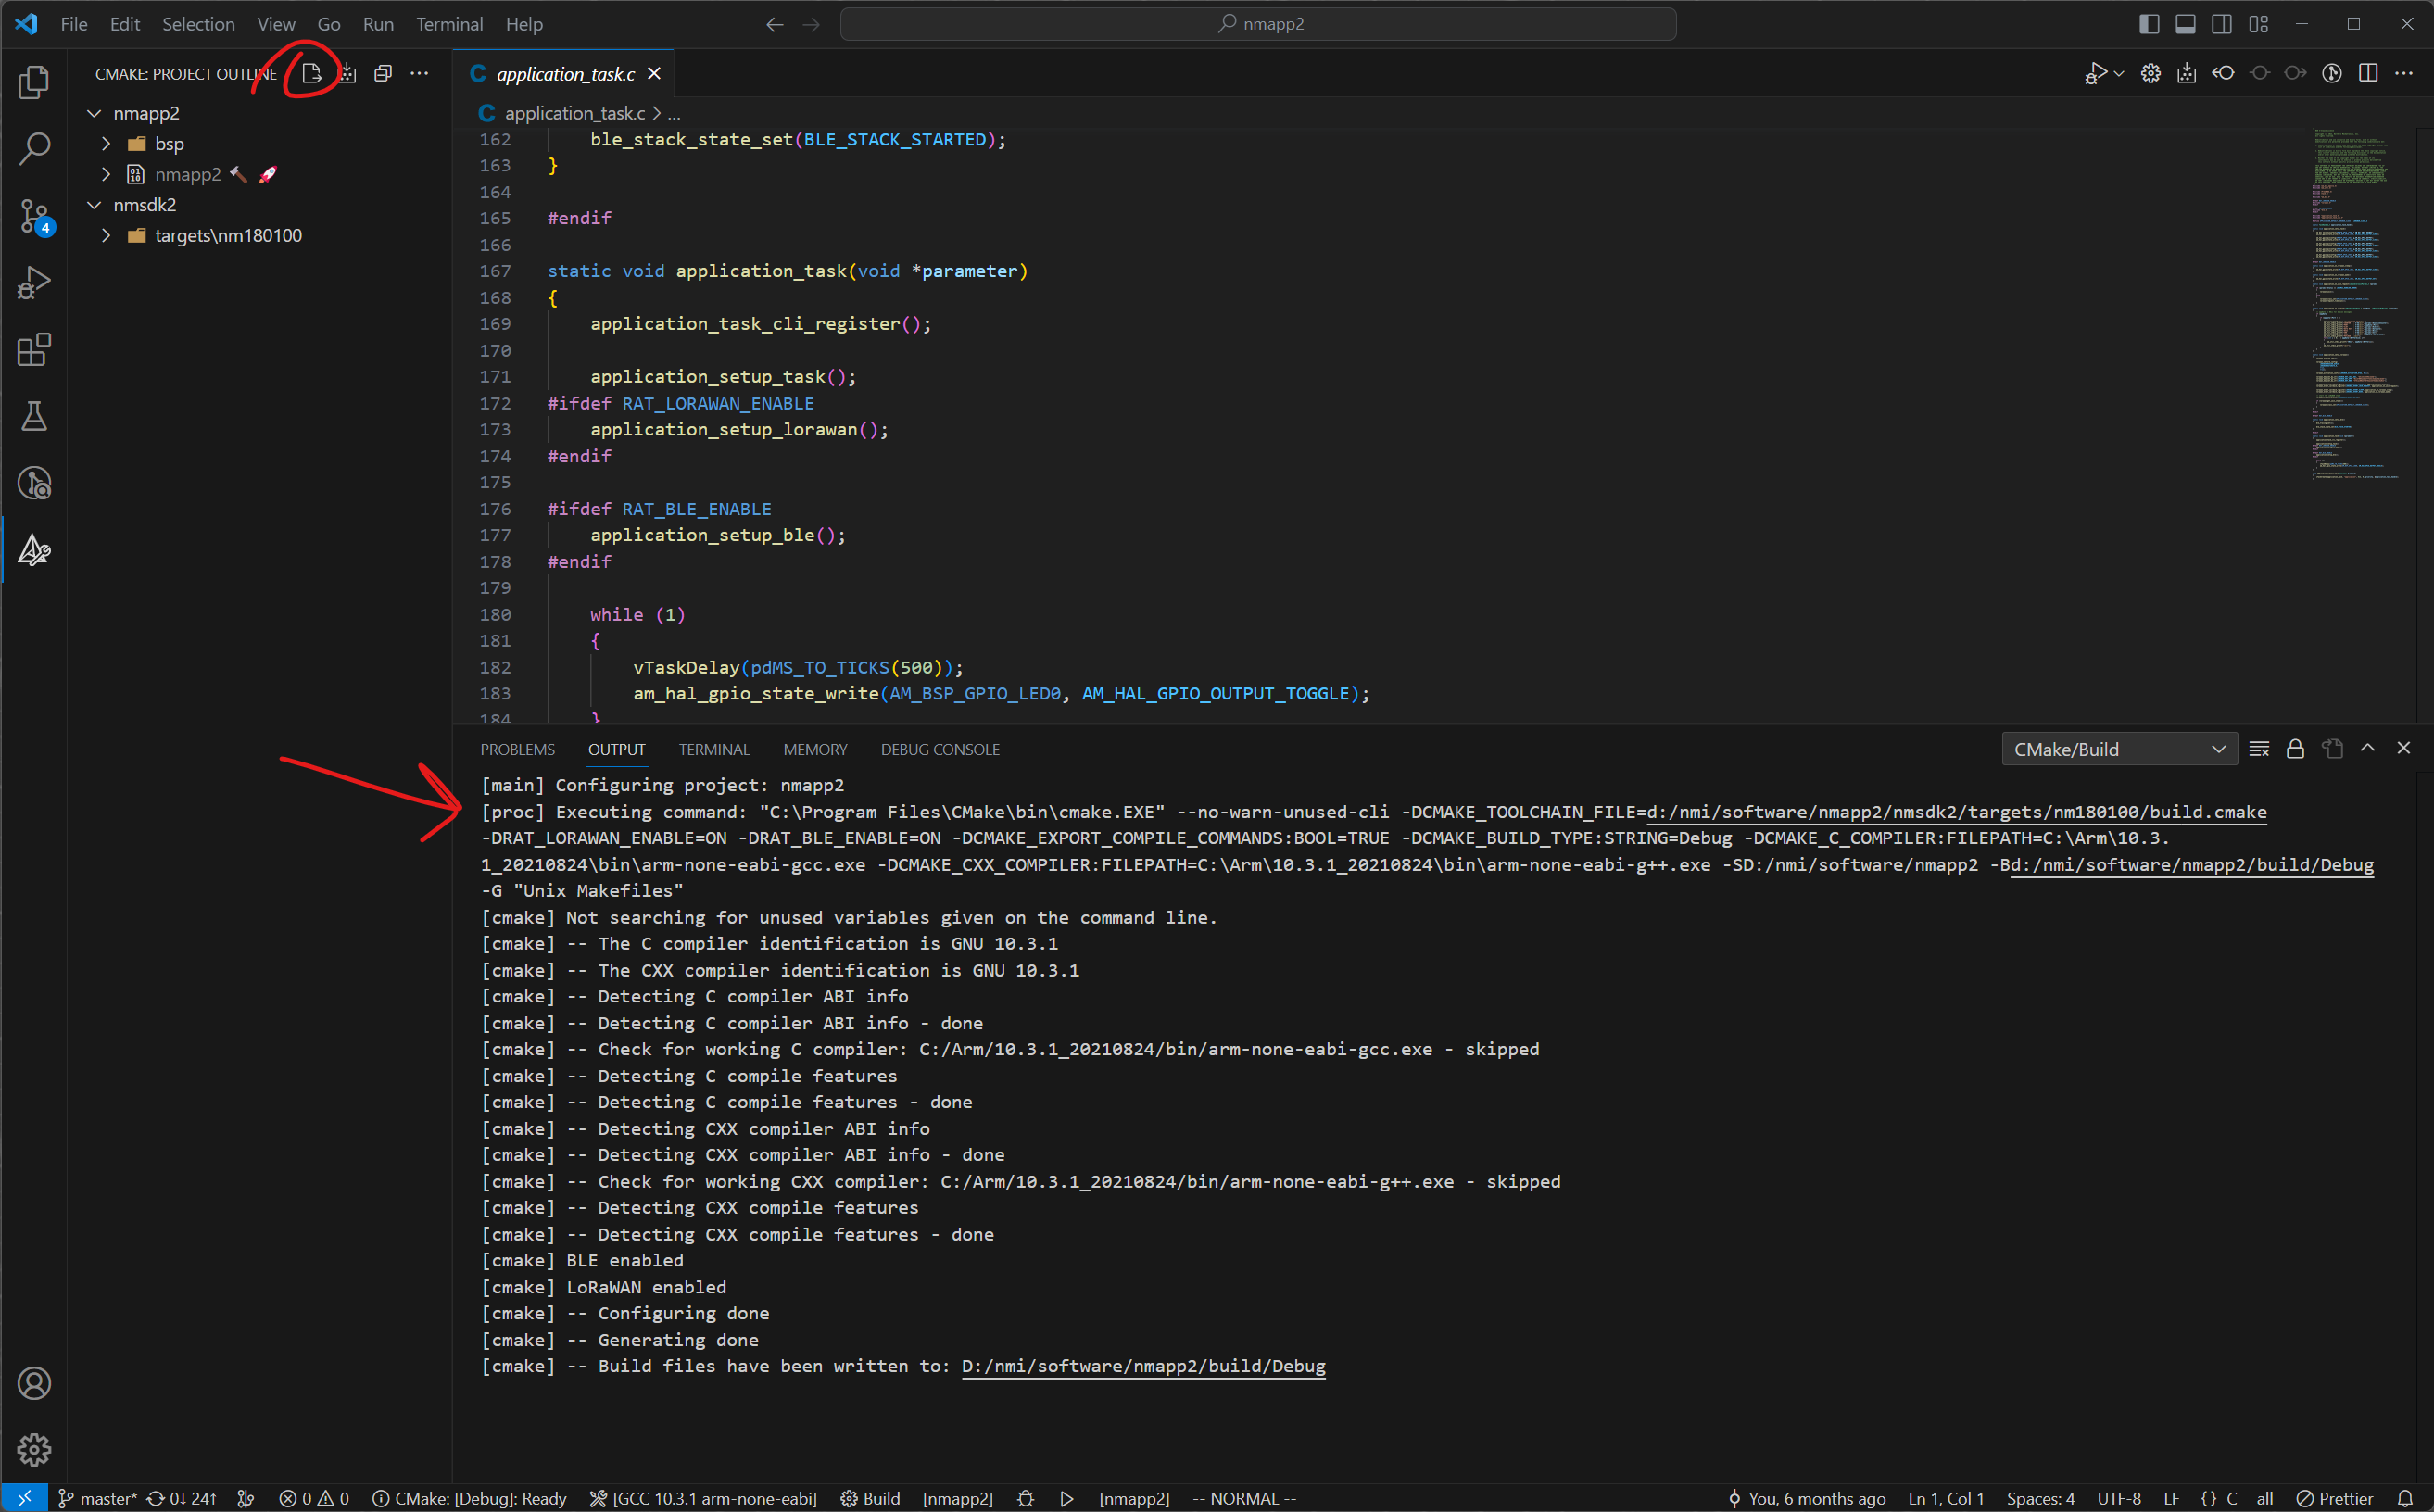 File Edit Selection View Go Run Terminal Help
nmapp2
CMAKE: PROJECT OUTLINE
nmapp2
bsp
nmapp2
nmsdk2
targets\nm180100
4
C application_task.c
C application_task.c > ...
162 ble_stack_state_set(BLE_STACK_STARTED);
163 }
164
165 #endif
166
167 static void application_task(void *parameter)
168 {
169 application_task_cli_register();
170
171 application_setup_task();
172 #ifdef RAT_LORAWAN_ENABLE
173 application_setup_lorawan();
174 #endif
175
176 #ifdef RAT_BLE_ENABLE
177 application_setup_ble();
178 #endif
179
180 while (1)
181 {
182 vTaskDelay(pdMS_TO_TICKS(500));
183 am_hal_gpio_state_write(AM_BSP_GPIO_LED0, AM_HAL_GPIO_OUTPUT_TOGGLE);
184 }
PROBLEMS OUTPUT TERMINAL MEMORY DEBUG CONSOLE
CMake/Build
[main] Configuring project: nmapp2
[proc] Executing command: "C:\Program Files\CMake\bin\cmake.EXE" --no-warn-unused-cli -DCMAKE_TOOLCHAIN_FILE=d:/nmi/software/nmapp2/nmsdk2/targets/nm180100/build.cmake
-DRAT_LORAWAN_ENABLE=ON -DRAT_BLE_ENABLE=ON -DCMAKE_EXPORT_COMPILE_COMMANDS:BOOL=TRUE -DCMAKE_BUILD_TYPE:STRING=Debug -DCMAKE_C_COMPILER:FILEPATH=C:\Arm\10.3.
1_20210824\bin\arm-none-eabi-gcc.exe -DCMAKE_CXX_COMPILER:FILEPATH=C:\Arm\10.3.1_20210824\bin\arm-none-eabi-g++.exe -SD:/nmi/software/nmapp2 -Bd:/nmi/software/nmapp2/build/Debug
-G "Unix Makefiles"
[cmake] Not searching for unused variables given on the command line.
[cmake] -- The C compiler identification is GNU 10.3.1
[cmake] -- The CXX compiler identification is GNU 10.3.1
[cmake] -- Detecting C compiler ABI info
[cmake] -- Detecting C compiler ABI info - done
[cmake] -- Check for working C compiler: C:/Arm/10.3.1_20210824/bin/arm-none-eabi-gcc.exe - skipped
[cmake] -- Detecting C compile features
[cmake] -- Detecting C compile features - done
[cmake] -- Detecting CXX compiler ABI info
[cmake] -- Detecting CXX compiler ABI info - done
[cmake] -- Check for working CXX compiler: C:/Arm/10.3.1_20210824/bin/arm-none-eabi-g++.exe - skipped
[cmake] -- Detecting CXX compile features
[cmake] -- Detecting CXX compile features - done
[cmake] BLE enabled
[cmake] LoRaWAN enabled
[cmake] -- Configuring done
[cmake] -- Generating done
[cmake] -- Build files have been written to: D:/nmi/software/nmapp2/build/Debug
master* 0↓ 24↑ 0 0 CMake: [Debug]: Ready [GCC 10.3.1 arm-none-eabi] Build [nmapp2] [nmapp2] -- NORMAL -- You, 6 months ago Ln 1, Col 1 Spaces: 4 UTF-8 LF {} C all Prettier